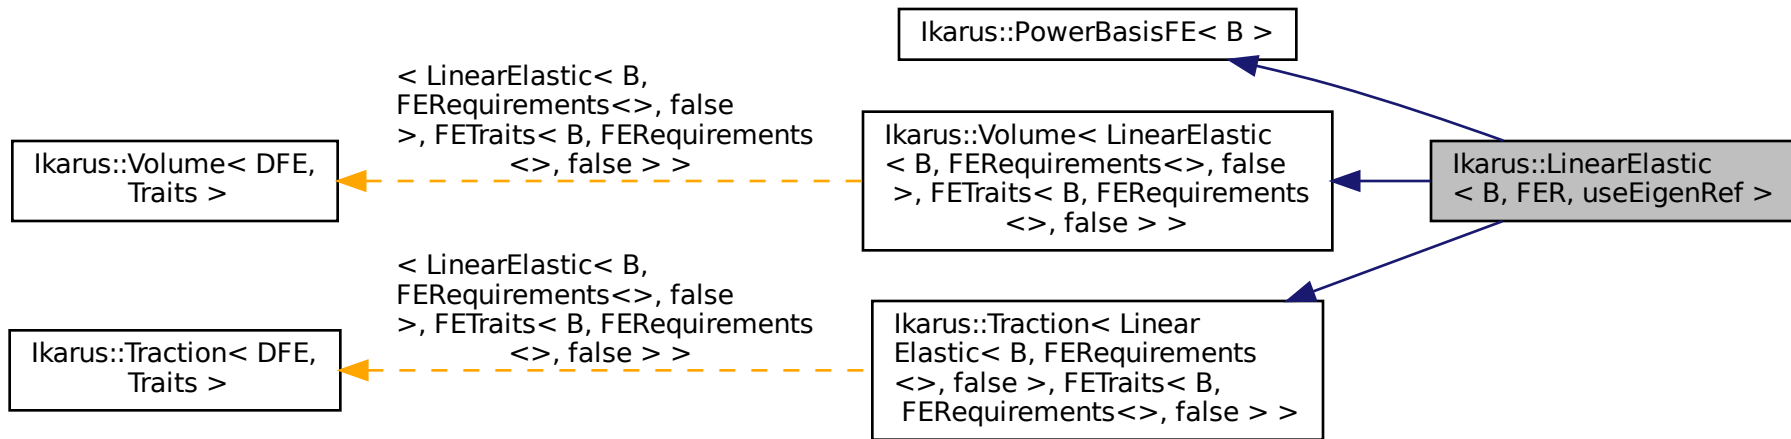 Ikarus::PowerBasisFE< B >
< LinearElastic< B,
FERequirements<>, false
>, FETraits< B, FERequirements
<>, false > >
Ikarus::Volume< DFE,
Traits >
Ikarus::Volume< LinearElastic
< B, FERequirements<>, false
>, FETraits< B, FERequirements
<>, false > >
Ikarus::LinearElastic
< B, FER, useEigenRef >
< LinearElastic< B,
FERequirements<>, false
>, FETraits< B, FERequirements
<>, false > >
Ikarus::Traction< DFE,
Traits >
Ikarus::Traction< Linear
Elastic< B, FERequirements
<>, false >, FETraits< B,
FERequirements<>, false > >